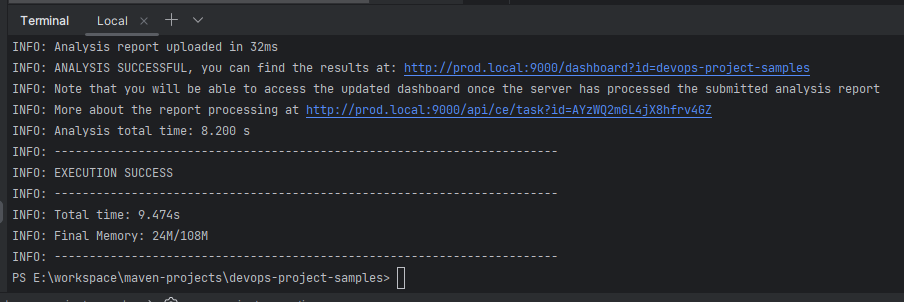 Terminal Local
INFO: Analysis report uploaded in 32ms
INFO: ANALYSIS SUCCESSFUL, you can find the results at: http://prod.local:9000/dashboard?id=devops-project-samples
INFO: Note that you will be able to access the updated dashboard once the server has processed the submitted analysis report
INFO: More about the report processing at http://prod.local:9000/api/ce/task?id=AYzWQ2mGL4jX8hfrv4GZ
INFO: Analysis total time: 8.200 s
INFO: ------------------------------------------------------------------------
INFO: EXECUTION SUCCESS
INFO: ------------------------------------------------------------------------
INFO: Total time: 9.474s
INFO: Final Memory: 24M/108M
INFO: ------------------------------------------------------------------------
PS E:\workspace\maven-projects\devops-project-samples>